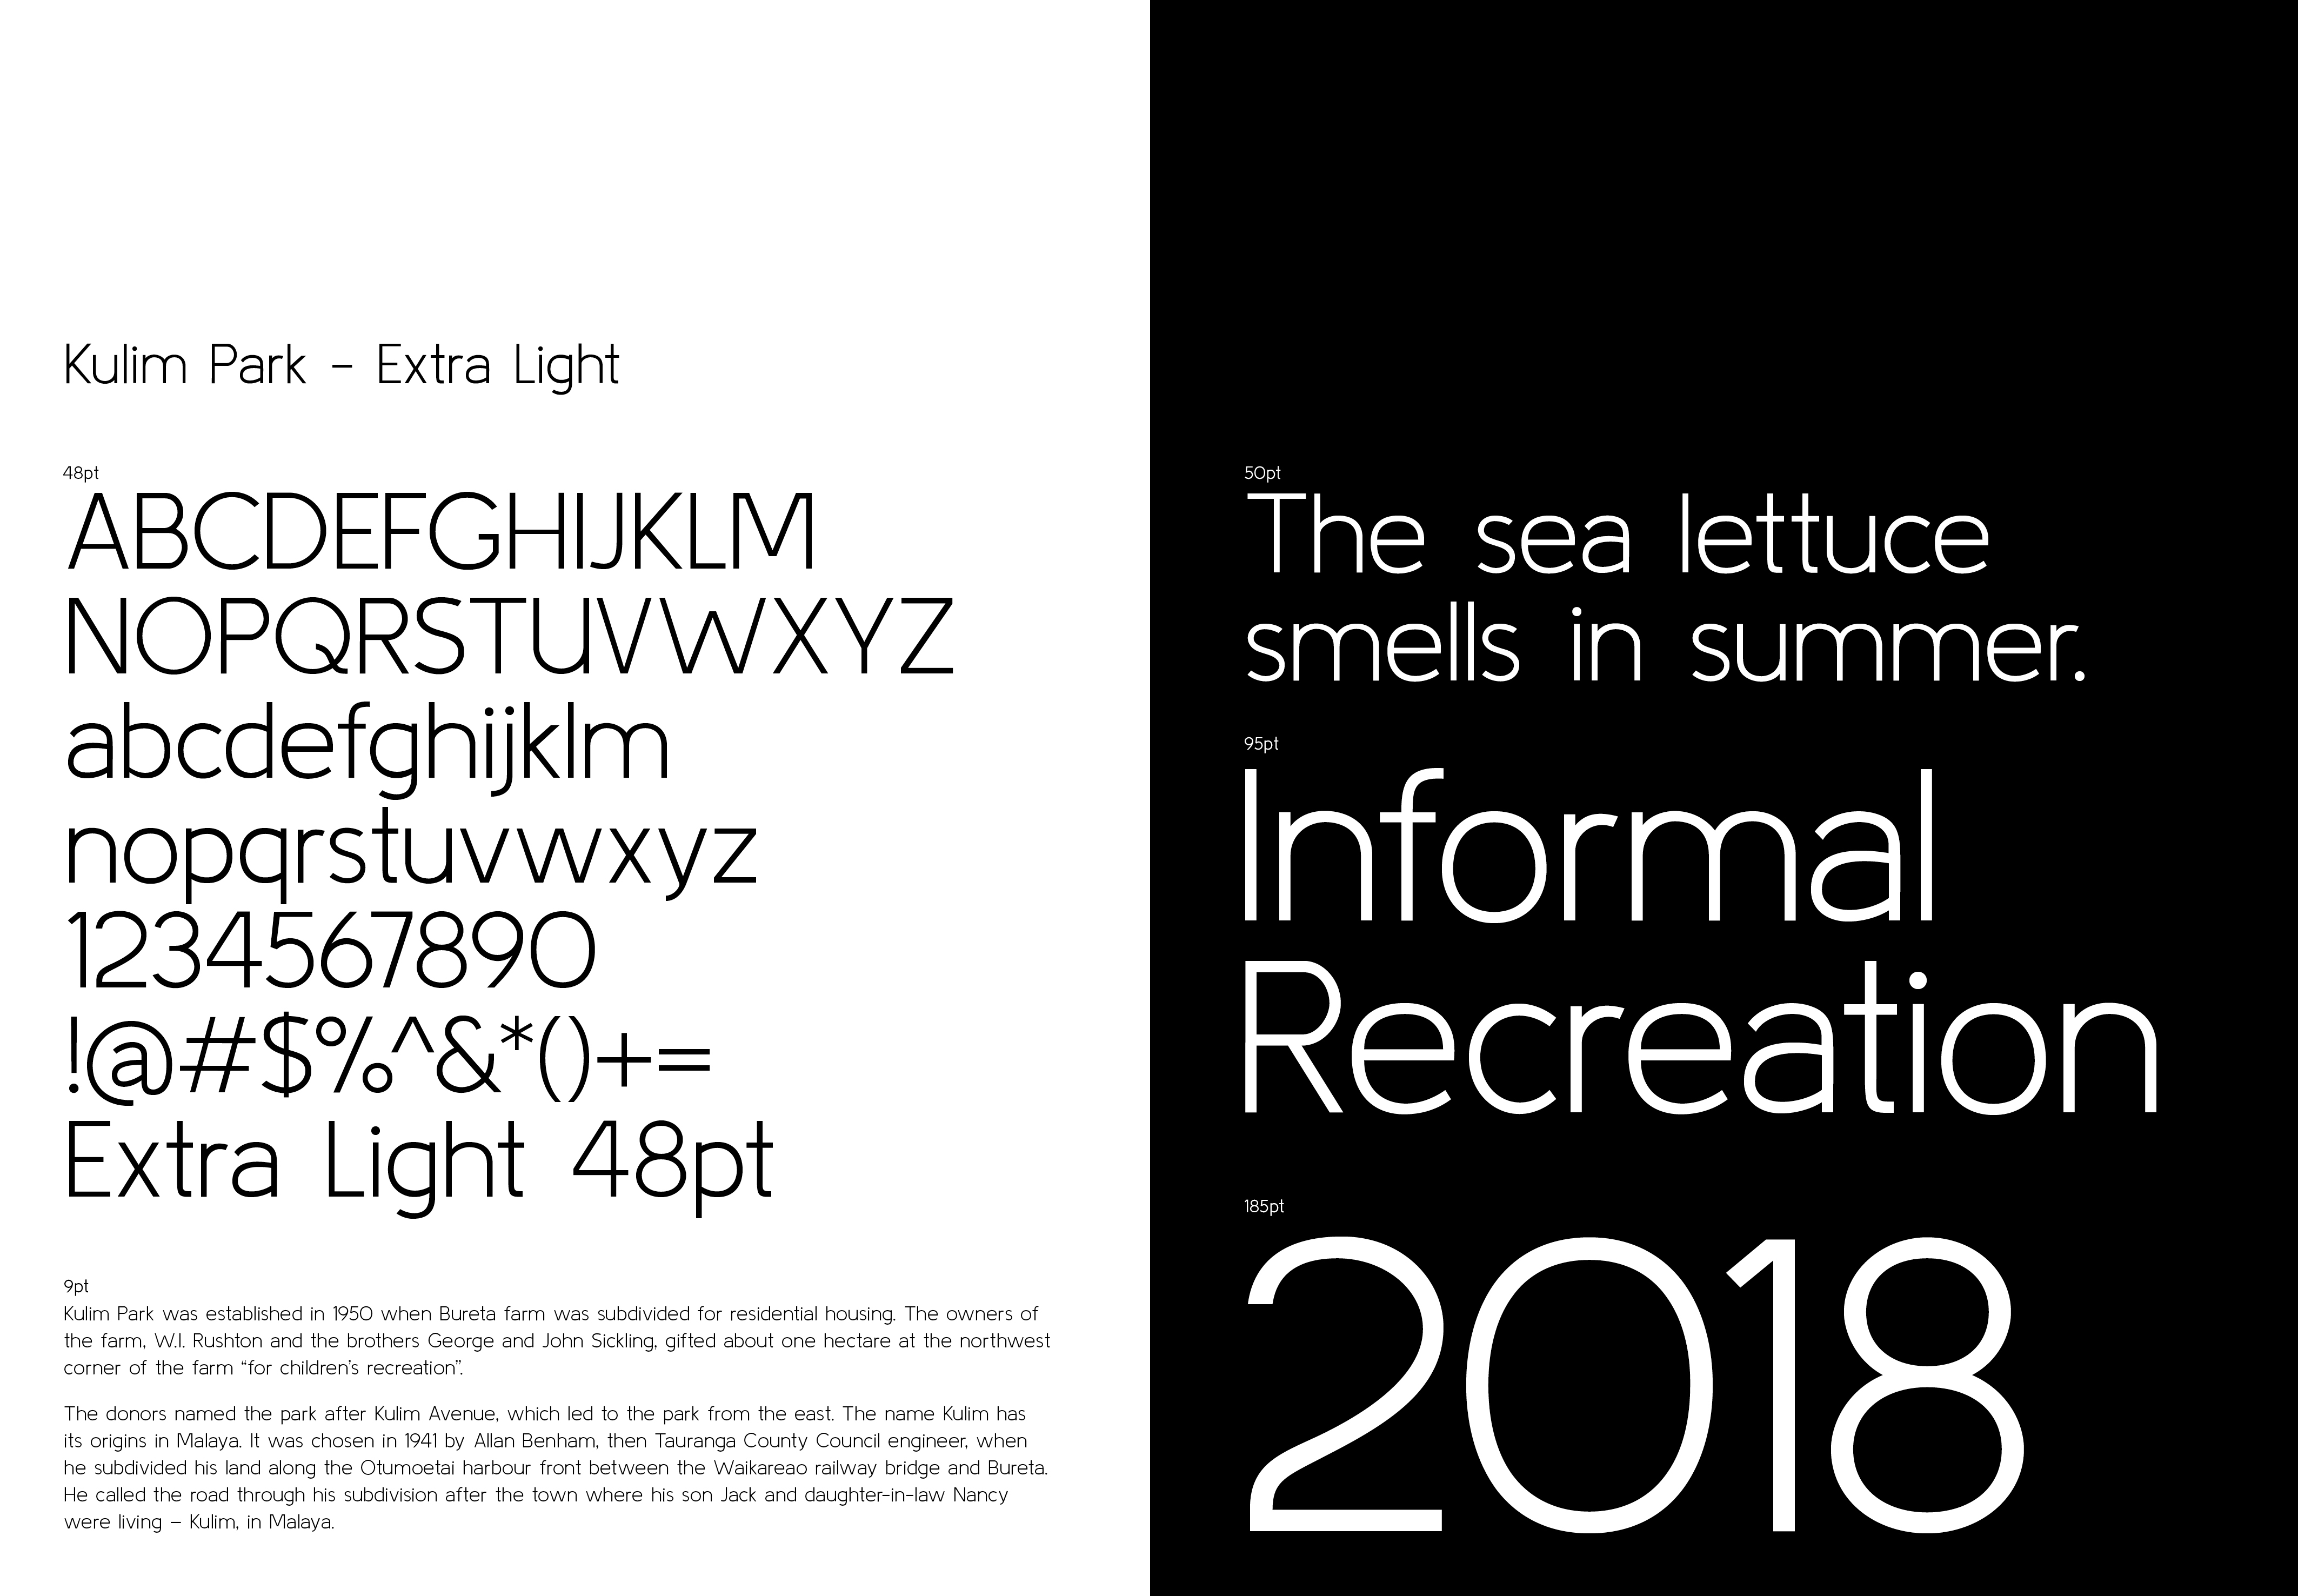 Kulim Park – Extra Light
48pt
ABCDEFGHIJKLM
NOPQRSTUVWXYZ
abcdefghijklm
nopqrstuvwxyz
1234567890
!@#$%^&*()+=
Extra Light 48pt
9pt
Kulim Park was established in 1950 when Bureta farm was subdivided for residential housing. The owners of
the farm, W.I. Rushton and the brothers George and John Sickling, gifted about one hectare at the northwest
corner of the farm “for children’s recreation”.
The donors named the park after Kulim Avenue, which led to the park from the east. The name Kulim has
its origins in Malaya. It was chosen in 1941 by Allan Benham, then Tauranga County Council engineer, when
he subdivided his land along the Otumoetai harbour front between the Waikareao railway bridge and Bureta.
He called the road through his subdivision after the town where his son Jack and daughter-in-law Nancy
were living – Kulim, in Malaya.
50pt
The sea lettuce
smells in summer.
95pt
Informal
Recreation
185pt
2018